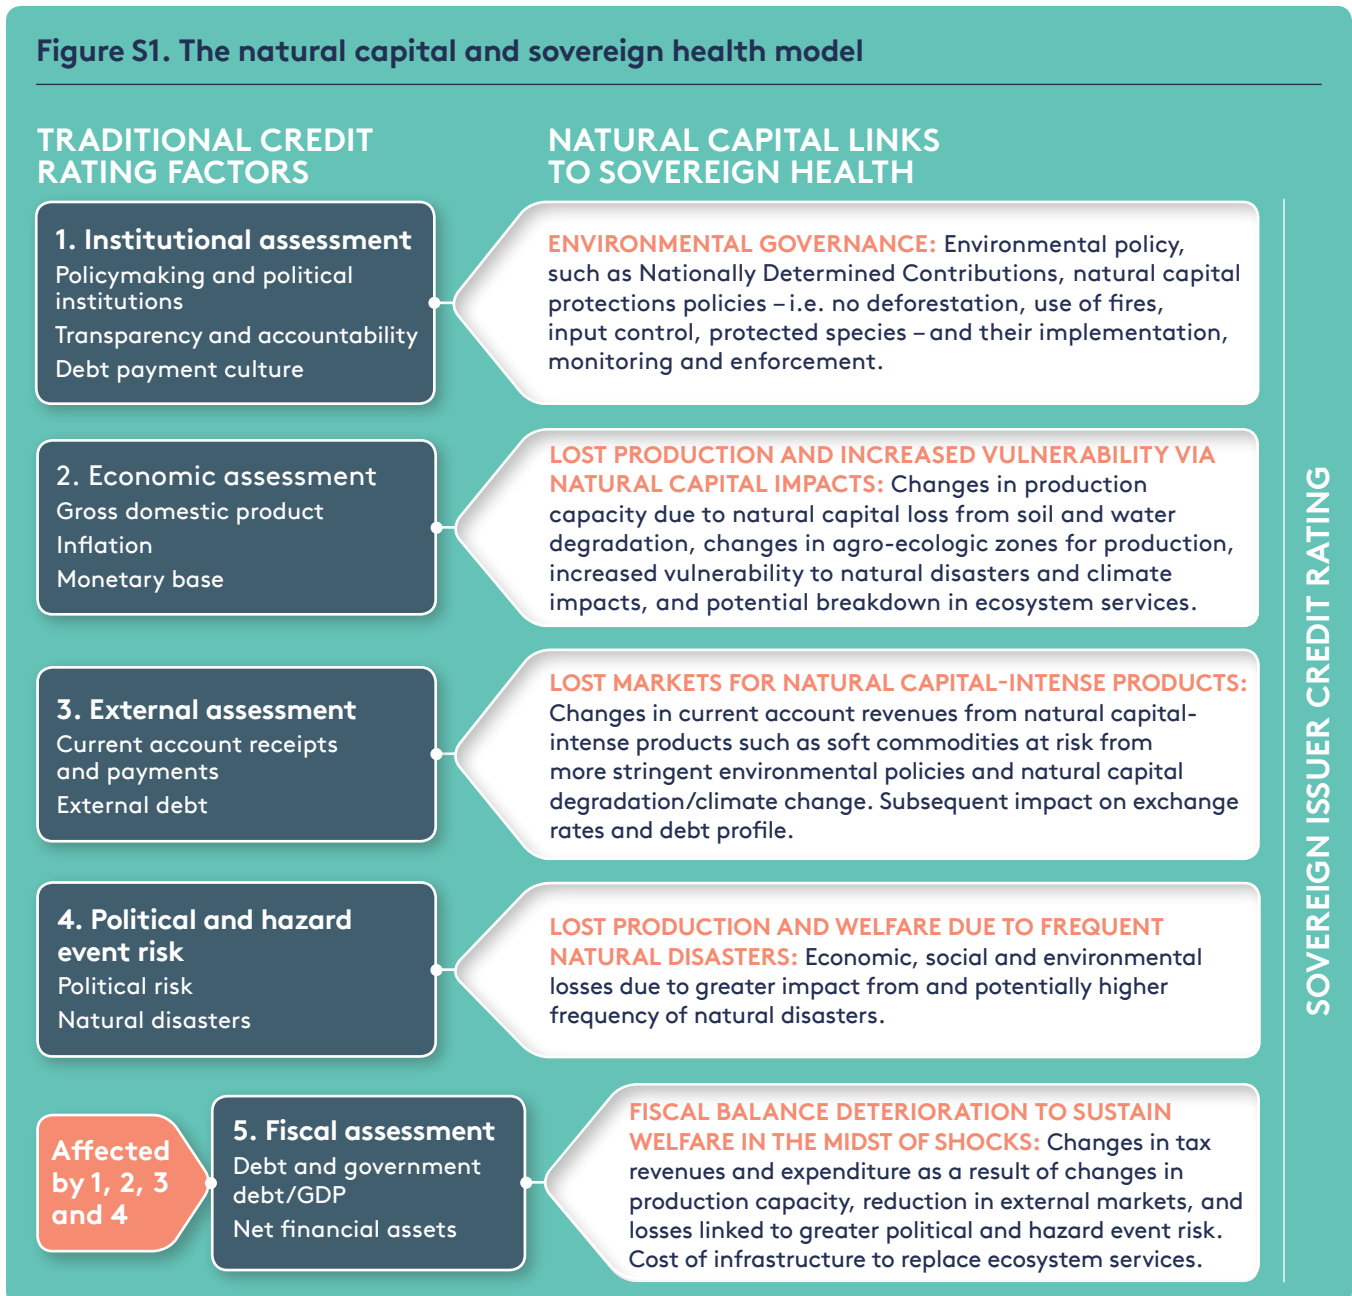 Figure S1. The natural capital and sovereign health model
TRADITIONAL CREDIT
RATING FACTORS
NATURAL CAPITAL LINKS
TO SOVEREIGN HEALTH
1. Institutional assessment
Policymaking and political
institutions
Transparency and accountability
Debt payment culture
ENVIRONMENTAL GOVERNANCE: Environmental policy,
such as Nationally Determined Contributions, natural capital
protections policies – i.e. no deforestation, use of fires,
input control, protected species – and their implementation,
monitoring and enforcement.
2. Economic assessment
Gross domestic product
Inflation
Monetary base
LOST PRODUCTION AND INCREASED VULNERABILITY VIA
NATURAL CAPITAL IMPACTS: Changes in production
capacity due to natural capital loss from soil and water
degradation, changes in agro-ecologic zones for production,
increased vulnerability to natural disasters and climate
impacts, and potential breakdown in ecosystem services.
3. External assessment
Current account receipts
and payments
External debt
LOST MARKETS FOR NATURAL CAPITAL-INTENSE PRODUCTS:
Changes in current account revenues from natural capital-
intense products such as soft commodities at risk from
more stringent environmental policies and natural capital
degradation/climate change. Subsequent impact on exchange
rates and debt profile.
4. Political and hazard
event risk
Political risk
Natural disasters
LOST PRODUCTION AND WELFARE DUE TO FREQUENT
NATURAL DISASTERS: Economic, social and environmental
losses due to greater impact from and potentially higher
frequency of natural disasters.
Affected
by 1, 2, 3
and 4
5. Fiscal assessment
Debt and government
debt/GDP
Net financial assets
FISCAL BALANCE DETERIORATION TO SUSTAIN
WELFARE IN THE MIDST OF SHOCKS: Changes in tax
revenues and expenditure as a result of changes in
production capacity, reduction in external markets, and
losses linked to greater political and hazard event risk.
Cost of infrastructure to replace ecosystem services.
SOVEREIGN ISSUER CREDIT RATING